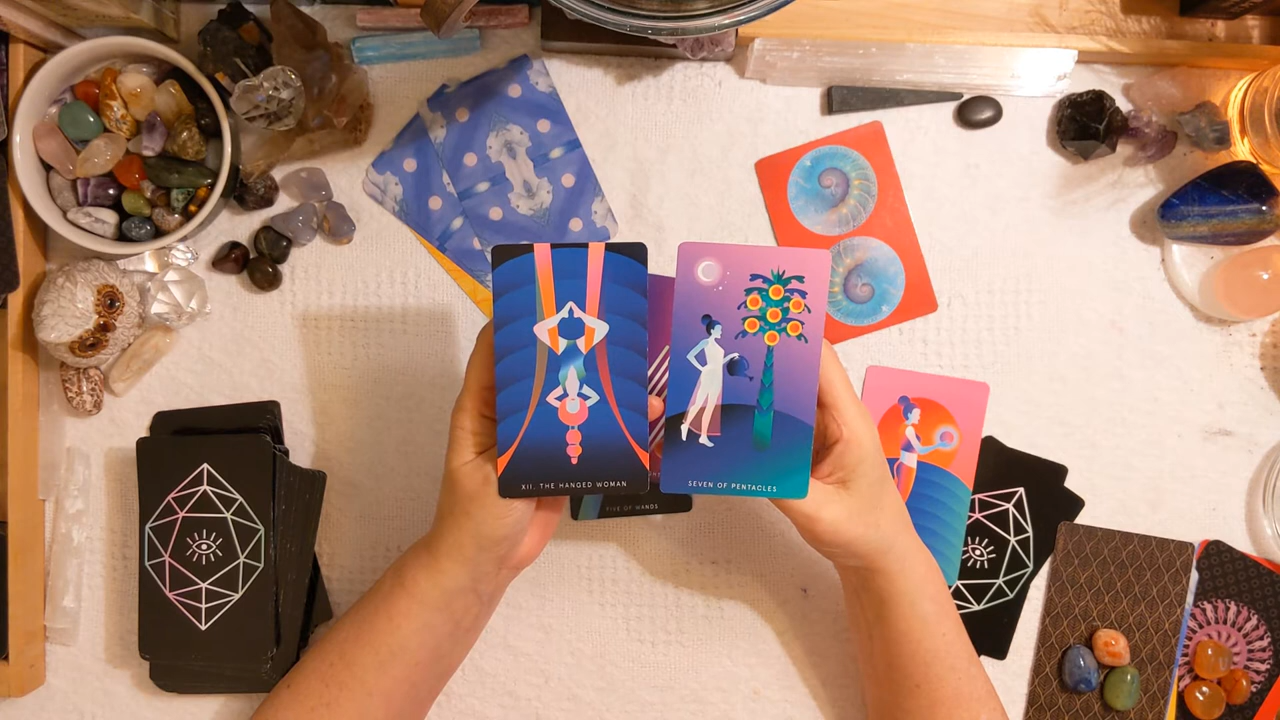 XII. THE HANGED WOMAN
SEVEN OF PENTACLES
FIVE OF WANDS